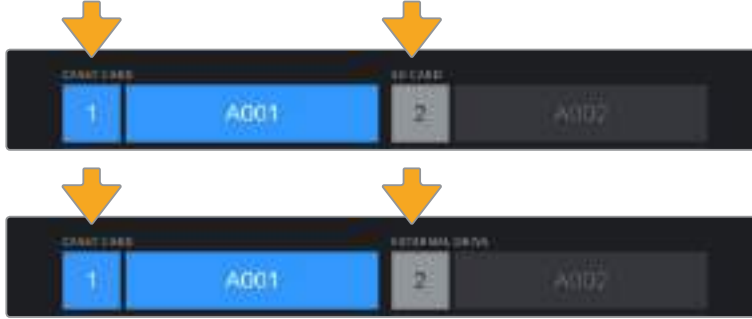 CFAST CARD SD CARD
1 A001 2 A002
CFAST CARD EXTERNAL DRIVE
1 A001 2 A002